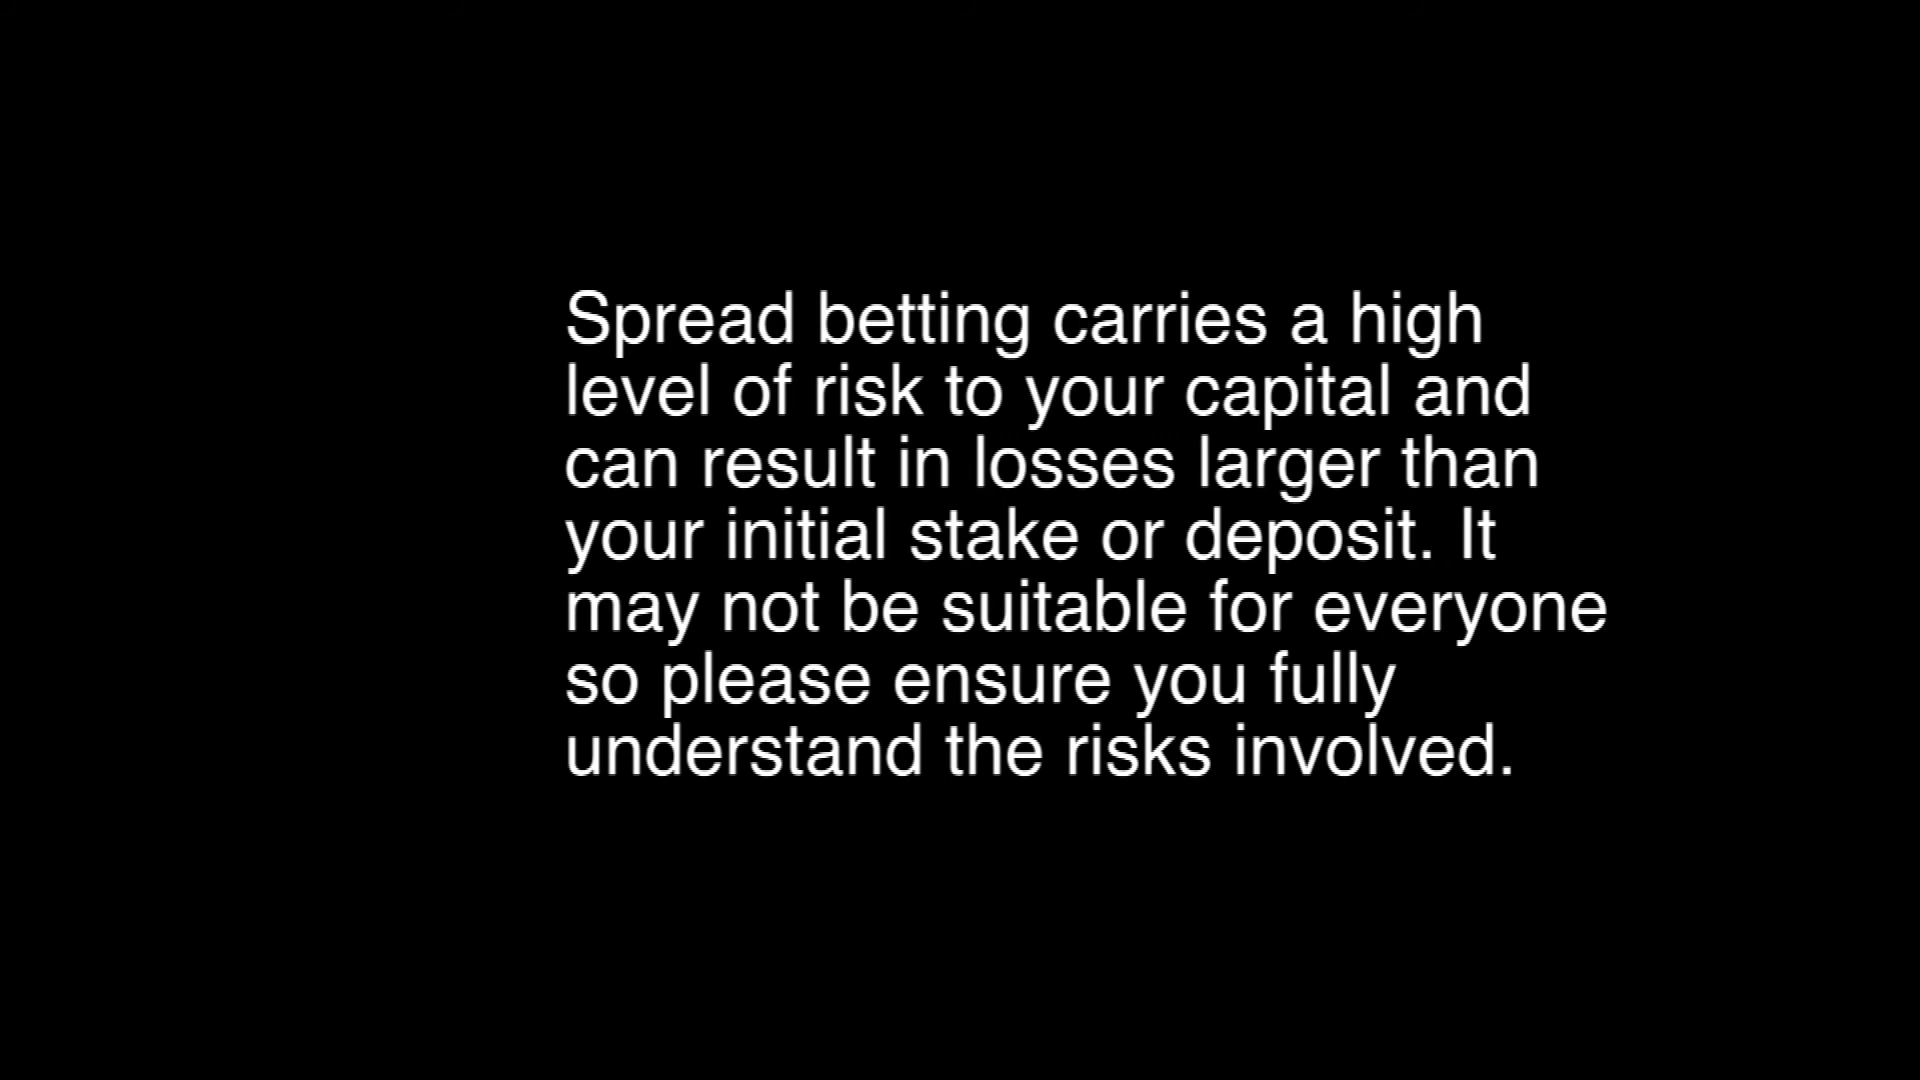 Spread betting carries a high
level of risk to your capital and
can result in losses larger than
your initial stake or deposit. It
may not be suitable for everyone
so please ensure you fully
understand the risks involved.